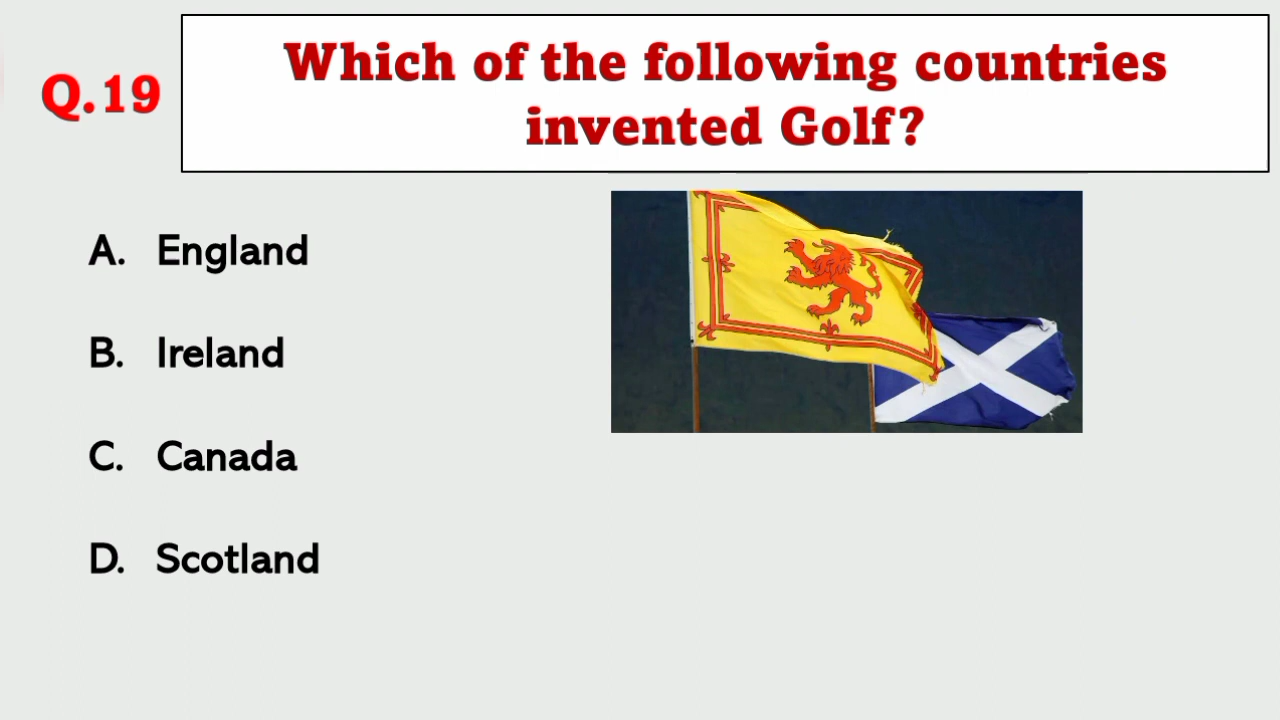 Q.19
Which of the following countries
invented Golf?
A. England
B. Ireland
C. Canada
D. Scotland